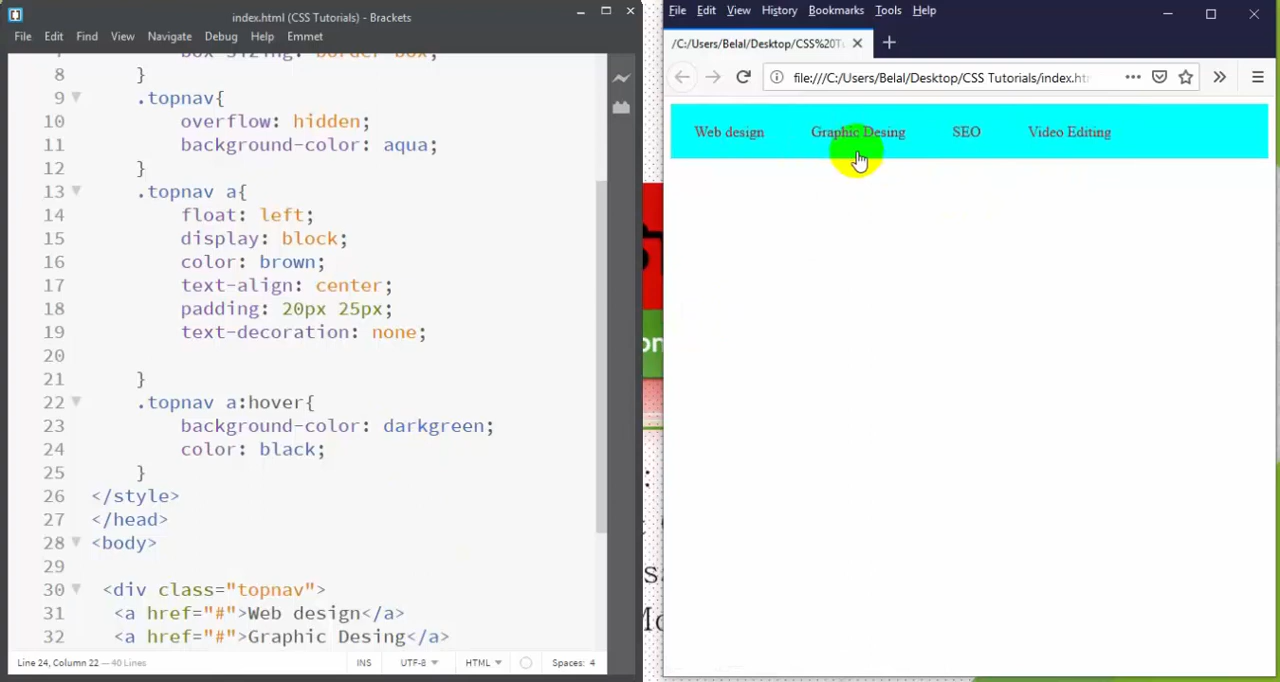 index.html (CSS Tutorials) - Brackets
File Edit Find View Navigate Debug Help Emmet
8 }
9 .topnav{
10 overflow: hidden;
11 background-color: aqua;
12 }
13 .topnav a{
14 float: left;
15 display: block;
16 color: brown;
17 text-align: center;
18 padding: 20px 25px;
19 text-decoration: none;
20
21 }
22 .topnav a:hover{
23 background-color: darkgreen;
24 color: black;
25 }
26 </style>
27 </head>
28 <body>
29
30 <div class="topnav">
31 <a href="#">Web design</a>
32 <a href="#">Graphic Desing</a>
Line 24, Column 22 — 40 Lines
INS UTF-8 HTML Spaces: 4
File Edit View History Bookmarks Tools Help
/C:/Users/Belal/Desktop/CSS%20Tu
file:///C:/Users/Belal/Desktop/CSS Tutorials/index.htm
Web design Graphic Desing SEO Video Editing